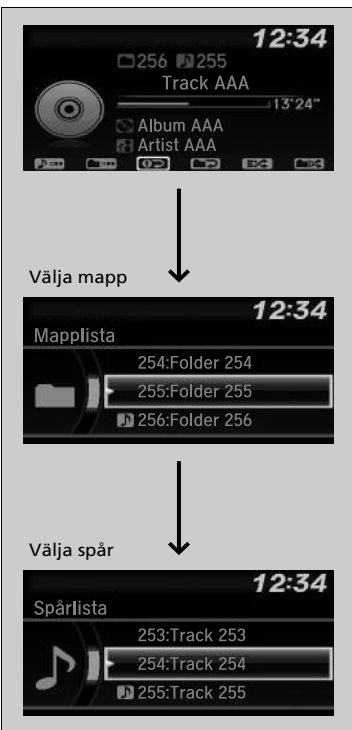 12:34
256 255
Track AAA
13'24"
Album AAA
Artist AAA
Välja mapp
12:34
Mapplista
254:Folder 254
255:Folder 255
256:Folder 256
Välja spår
12:34
Spårlista
253:Track 253
254:Track 254
255:Track 255